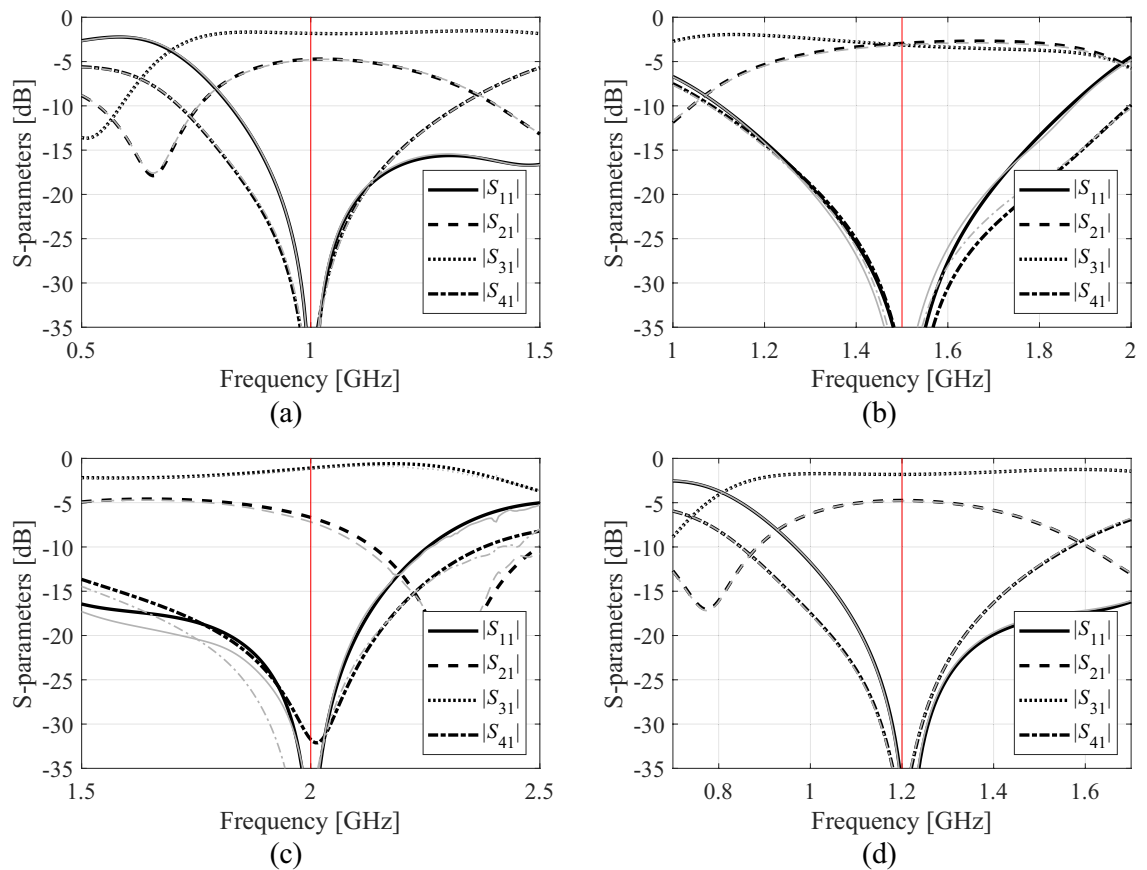 0
-5
-10
-15
-20
-25
-30
-35
S-parameters [dB]
|S11|
|S21|
|S31|
|S41|
0.5 1 1.5
Frequency [GHz]
(a)
0
-5
-10
-15
-20
-25
-30
-35
S-parameters [dB]
|S11|
|S21|
|S31|
|S41|
1 1.2 1.4 1.6 1.8 2
Frequency [GHz]
(b)
0
-5
-10
-15
-20
-25
-30
-35
S-parameters [dB]
|S11|
|S21|
|S31|
|S41|
1.5 2 2.5
Frequency [GHz]
(c)
0
-5
-10
-15
-20
-25
-30
-35
S-parameters [dB]
|S11|
|S21|
|S31|
|S41|
0.8 1 1.2 1.4 1.6
Frequency [GHz]
(d)